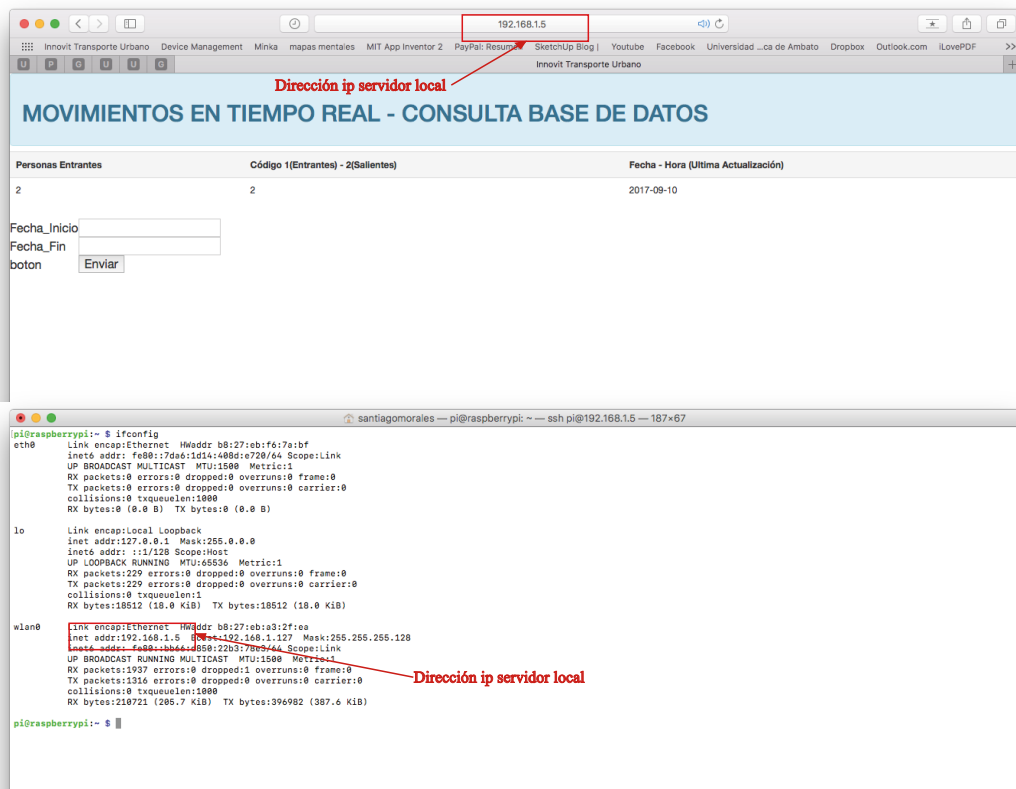 192.168.1.5
Innovit Transporte Urbano Device Management Minka mapas mentales MIT App Inventor 2 PayPal: Resumen SketchUp Blog | Youtube Facebook Universidad ...ca de Ambato Dropbox Outlook.com iLovePDF >>
U P G U U G Innovit Transporte Urbano +
Dirección ip servidor local
MOVIMIENTOS EN TIEMPO REAL - CONSULTA BASE DE DATOS
Personas Entrantes Código 1(Entrantes) - 2(Salientes) Fecha - Hora (Ultima Actualización)
2 2 2017-09-10
Fecha_Inicio
Fecha_Fin
boton Enviar
santiagomorales — pi@raspberrypi: ~ — ssh pi@192.168.1.5 — 187×67
pi@raspberrypi:~ $ ifconfig
eth0 Link encap:Ethernet HWaddr b8:27:eb:f6:7a:bf
inet6 addr: fe80::7da6:1d14:408d:e720/64 Scope:Link
UP BROADCAST MULTICAST MTU:1500 Metric:1
RX packets:0 errors:0 dropped:0 overruns:0 frame:0
TX packets:0 errors:0 dropped:0 overruns:0 carrier:0
collisions:0 txqueuelen:1000
RX bytes:0 (0.0 B) TX bytes:0 (0.0 B)
lo Link encap:Local Loopback
inet addr:127.0.0.1 Mask:255.0.0.0
inet6 addr: ::1/128 Scope:Host
UP LOOPBACK RUNNING MTU:65536 Metric:1
RX packets:229 errors:0 dropped:0 overruns:0 frame:0
TX packets:229 errors:0 dropped:0 overruns:0 carrier:0
collisions:0 txqueuelen:1
RX bytes:18512 (18.0 KiB) TX bytes:18512 (18.0 KiB)
wlan0 Link encap:Ethernet HWaddr b8:27:eb:a3:2f:ea
inet addr:192.168.1.5 Bcast:192.168.1.127 Mask:255.255.255.128
inet6 addr: Scope:Link
UP BROADCAST RUNNING MULTICAST MTU:1500 Metric:1
RX packets:1937 errors:0 dropped:1 overruns:0 frame:0
TX packets:1316 errors:0 dropped:0 overruns:0 carrier:0
Dirección ip servidor local
collisions:0 txqueuelen:1000
RX bytes:210721 (205.7 KiB) TX bytes:396982 (387.6 KiB)
pi@raspberrypi:~ $